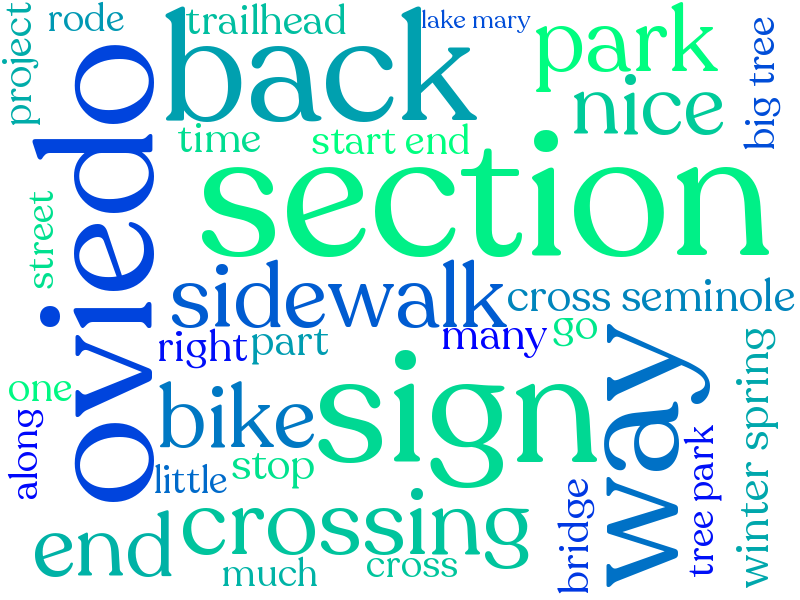 project
rode
trailhead
lake mary
back
park
big tree
nice
oviedo
time
start end
section
street
sidewalk
cross seminole
right
part
many
go
way
one
along
bike
sign
winter spring
little
stop
tree park
bridge
end
crossing
much
cross